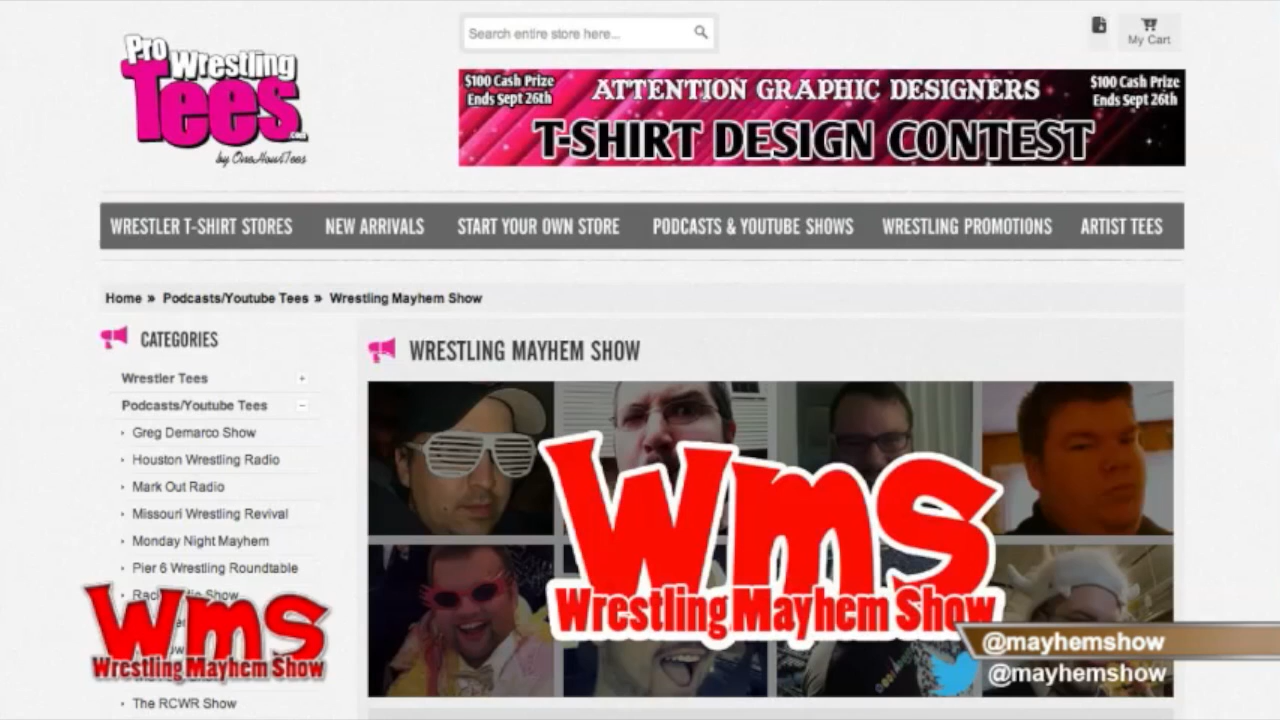 Pro
Wrestling
Tees
.com
by OneHourTees
Search entire store here...
My Cart
$100 Cash Prize
Ends Sept 26th
ATTENTION GRAPHIC DESIGNERS
T-SHIRT DESIGN CONTEST
$100 Cash Prize
Ends Sept 26th
WRESTLER T-SHIRT STORES NEW ARRIVALS START YOUR OWN STORE PODCASTS & YOUTUBE SHOWS WRESTLING PROMOTIONS ARTIST TEES
Home » Podcasts/Youtube Tees » Wrestling Mayhem Show
CATEGORIES
Wrestler Tees +
Podcasts/Youtube Tees –
Greg Demarco Show
Houston Wrestling Radio
Mark Out Radio
Missouri Wrestling Revival
Monday Night Mayhem
Pier 6 Wrestling Roundtable
Show
The RCWR Show
WRESTLING MAYHEM SHOW
Wms
Wrestling Mayhem Show
Wms
Wrestling Mayhem Show
@mayhemshow
@mayhemshow